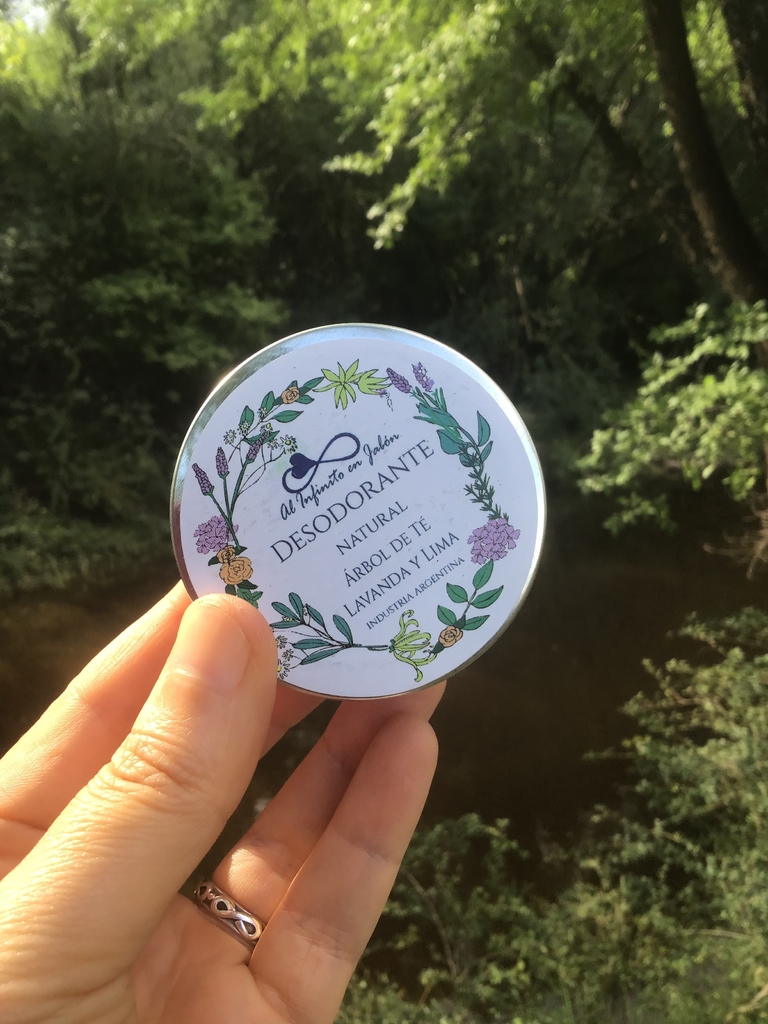 Al Infinito en Jabón
DESODORANTE
NATURAL
ÁRBOL DE TÉ
LAVANDA Y LIMA
INDUSTRIA ARGENTINA